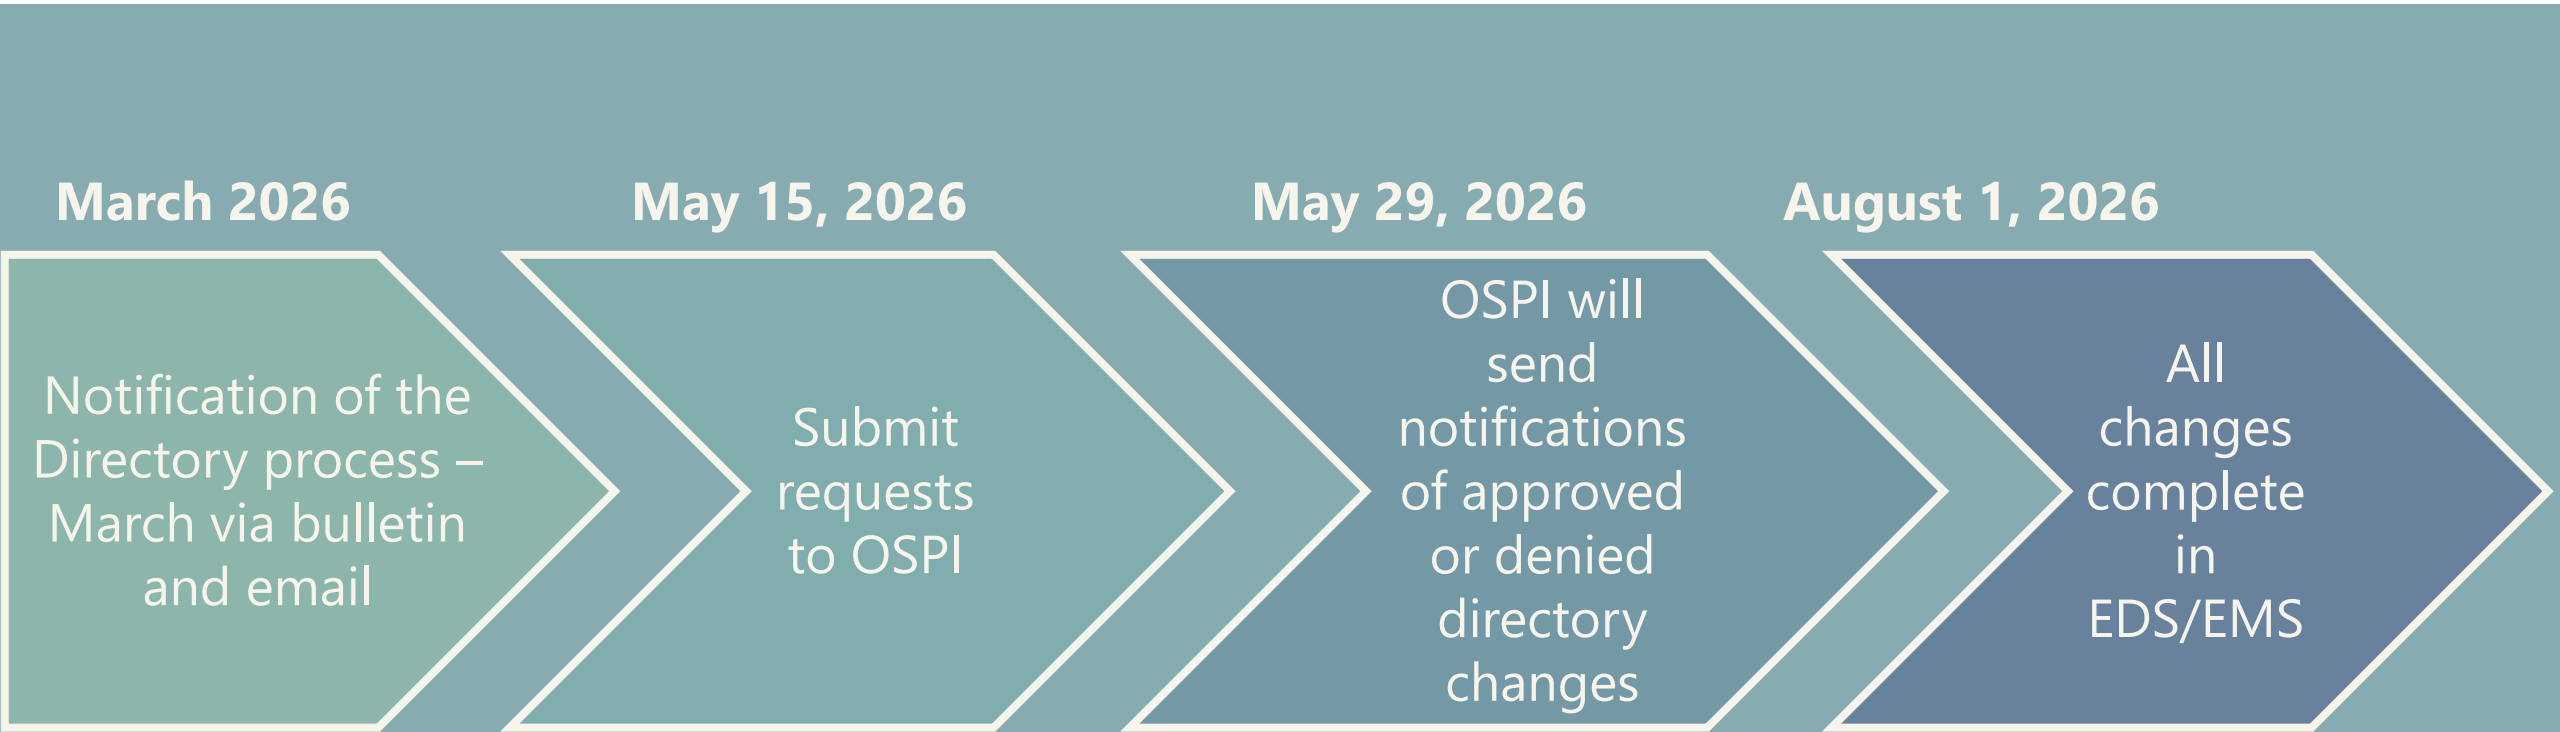 March 2026
Notification of the
Directory process –
March via bulletin
and email
May 15, 2026
Submit
requests
to OSPI
May 29, 2026
OSPI will
send
notifications
of approved
or denied
directory
changes
August 1, 2026
All
changes
complete
in
EDS/EMS